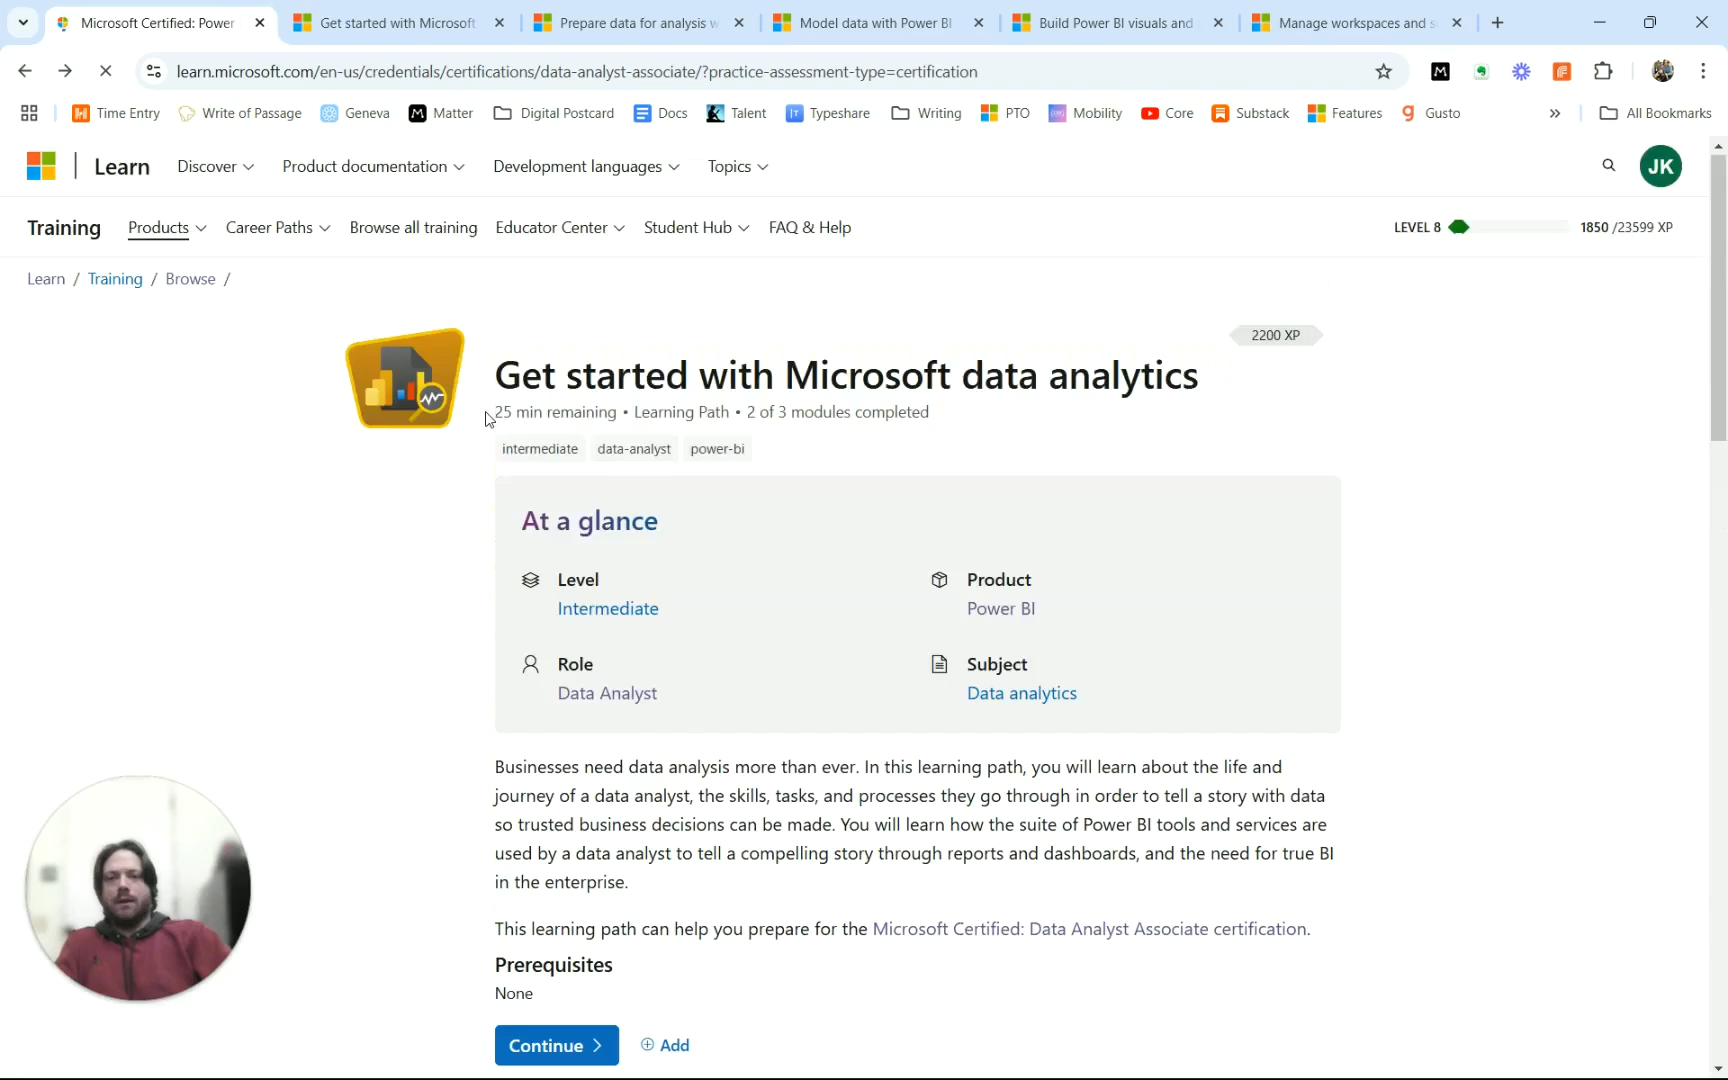 Microsoft Certified: Power
Get started with Microsoft
Prepare data for analysis w
Model data with Power BI
Build Power BI visuals and
Manage workspaces and s
learn.microsoft.com/en-us/credentials/certifications/data-analyst-associate/?practice-assessment-type=certification
Time Entry
Write of Passage
Geneva
Matter
Digital Postcard
Docs
Talent
Typeshare
Writing
PTO
Mobility
Core
Substack
Features
Gusto
All Bookmarks
Learn
Discover
Product documentation
Development languages
Topics
JK
Training
Products
Career Paths
Browse all training
Educator Center
Student Hub
FAQ & Help
LEVEL 8
1850 /23599 XP
Learn / Training / Browse /
2200 XP
Get started with Microsoft data analytics
25 min remaining • Learning Path • 2 of 3 modules completed
intermediate
data-analyst
power-bi
At a glance
Level
Intermediate
Product
Power BI
Role
Data Analyst
Subject
Data analytics
Businesses need data analysis more than ever. In this learning path, you will learn about the life and
journey of a data analyst, the skills, tasks, and processes they go through in order to tell a story with data
so trusted business decisions can be made. You will learn how the suite of Power BI tools and services are
used by a data analyst to tell a compelling story through reports and dashboards, and the need for true BI
in the enterprise.
This learning path can help you prepare for the Microsoft Certified: Data Analyst Associate certification.
Prerequisites
None
Continue
Add